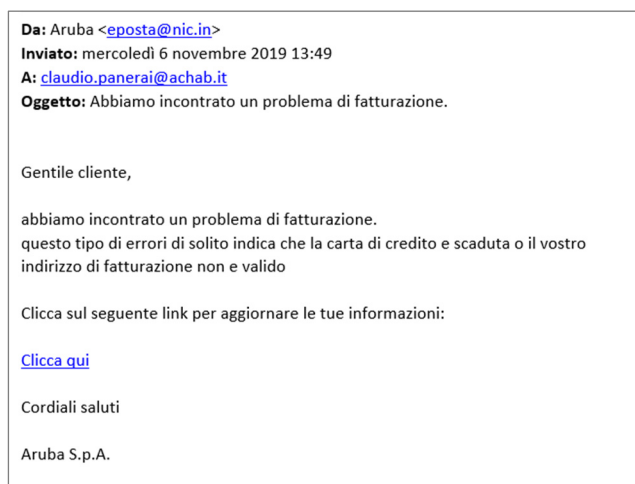 Da: Aruba <eposta@nic.in>
Inviato: mercoledì 6 novembre 2019 13:49
A: claudio.panerai@achab.it
Oggetto: Abbiamo incontrato un problema di fatturazione.
Gentile cliente,
abbiamo incontrato un problema di fatturazione.
questo tipo di errori di solito indica che la carta di credito e scaduta o il vostro
indirizzo di fatturazione non e valido
Clicca sul seguente link per aggiornare le tue informazioni:
Clicca qui
Cordiali saluti
Aruba S.p.A.